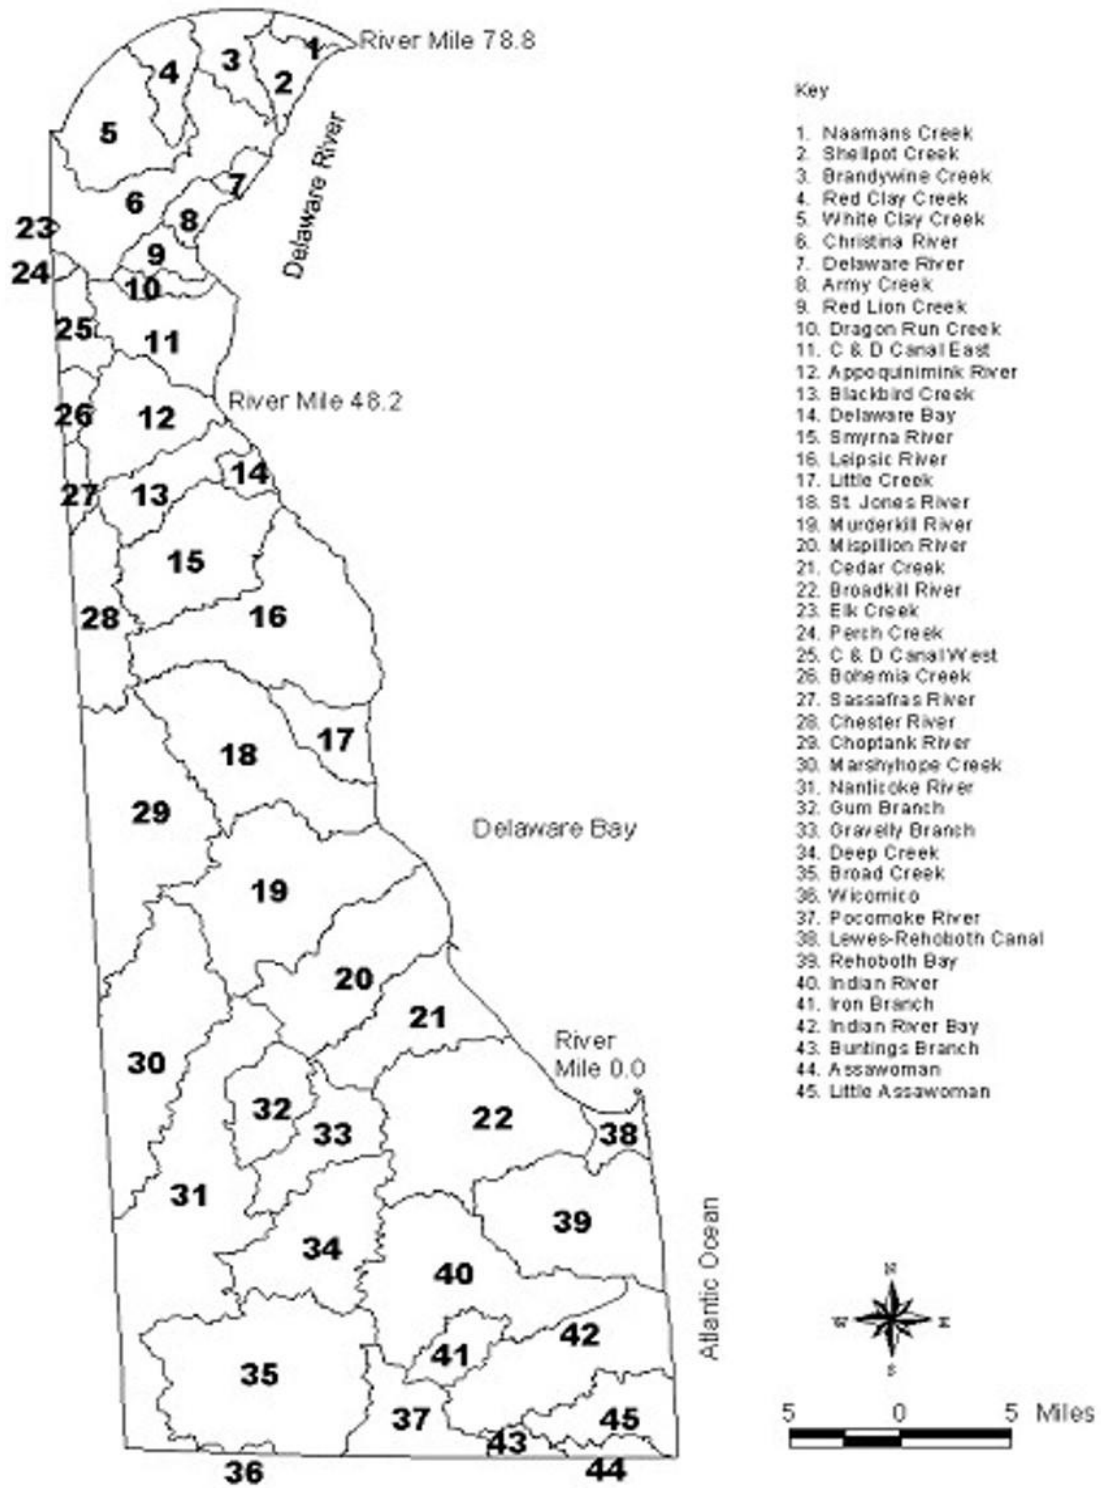 River Mile 78.8
1
2
3
4
5
6
7
8
9
10
11
12
13
14
15
16
17
18
19
20
21
22
23
24
25
26
27
28
29
30
31
32
33
34
35
36
37
38
39
40
41
42
43
44
45
Delaware River
River Mile 48.2
Delaware Bay
River
Mile 0.0
Atlantic Ocean
Key
1. Naamans Creek
2. Shellpot Creek
3. Brandywine Creek
4. Red Clay Creek
5. White Clay Creek
6. Christina River
7. Delaware River
8. Army Creek
9. Red Lion Creek
10. Dragon Run Creek
11. C & D Canal East
12. Appoquinimink River
13. Blackbird Creek
14. Delaware Bay
15. Smyrna River
16. Leipsic River
17. Little Creek
18. St. Jones River
19. Murderkill River
20. Mispillion River
21. Cedar Creek
22. Broadkill River
23. Elk Creek
24. Perch Creek
25. C & D Canal West
26. Bohemia Creek
27. Sassafras River
28. Chester River
29. Choptank River
30. Marshyhope Creek
31. Nanticoke River
32. Gum Branch
33. Gravelly Branch
34. Deep Creek
35. Broad Creek
36. Wicomico
37. Pocomoke River
38. Lewes-Rehoboth Canal
39. Rehoboth Bay
40. Indian River
41. Iron Branch
42. Indian River Bay
43. Buntings Branch
44. Assawoman
45. Little Assawoman
N
W E
S
5 0 5 Miles